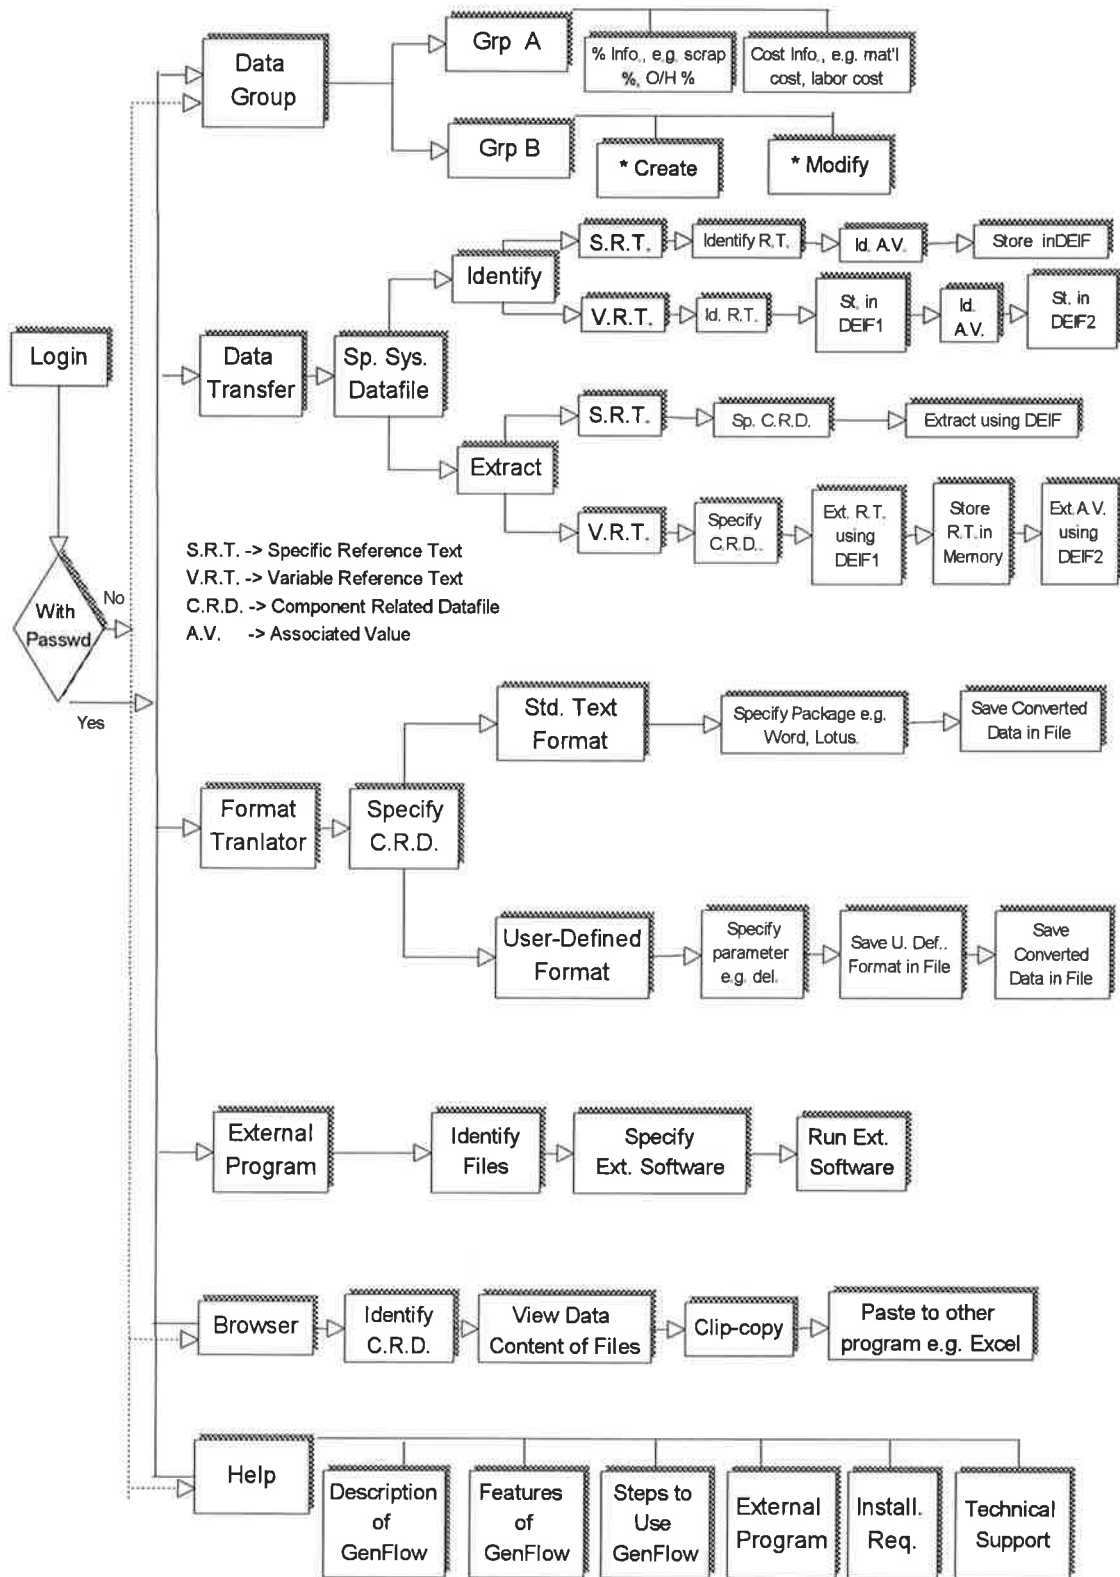 Grp A
Data
Group
% Info., e.g. scrap
%, O/H %
Cost Info., e.g. mat'l
cost, labor cost
Grp B
* Create
* Modify
S.R.T.
Identify R.T.
Id. A.V.
Store inDEIF
Identify
V.R.T.
Id. R.T.
St. in
DEIF1
Id.
A.V.
St. in
DEIF2
Login
Data
Transfer
Sp. Sys.
Datafile
S.R.T.
Sp. C.R.D.
Extract using DEIF
Extract
V.R.T.
Specify
C.R.D..
Ext. R.T.
using
DEIF1
Store
R.T. in
Memory
Ext.A.V.
using
DEIF2
S.R.T. -> Specific Reference Text
V.R.T. -> Variable Reference Text
C.R.D. -> Component Related Datafile
A.V. -> Associated Value
With
Passwd.
No
Yes
Std. Text
Format
Specify Package e.g.
Word, Lotus.
Save Converted
Data in File
Format
Tranlator
Specify
C.R.D.
User-Defined
Format
Specify
parameter
e.g. del.
Save U. Def..
Format in File
Save
Converted
Data in File
External
Program
Identify
Files
Specify
Ext. Software
Run Ext.
Software
Browser
Identify
C.R.D.
View Data
Content of Files
Clip-copy
Paste to other
program e.g. Excel
Help
Description
of
GenFlow
Features
of
GenFlow
Steps to
Use
GenFlow
External
Program
Install.
Req.
Technical
Support